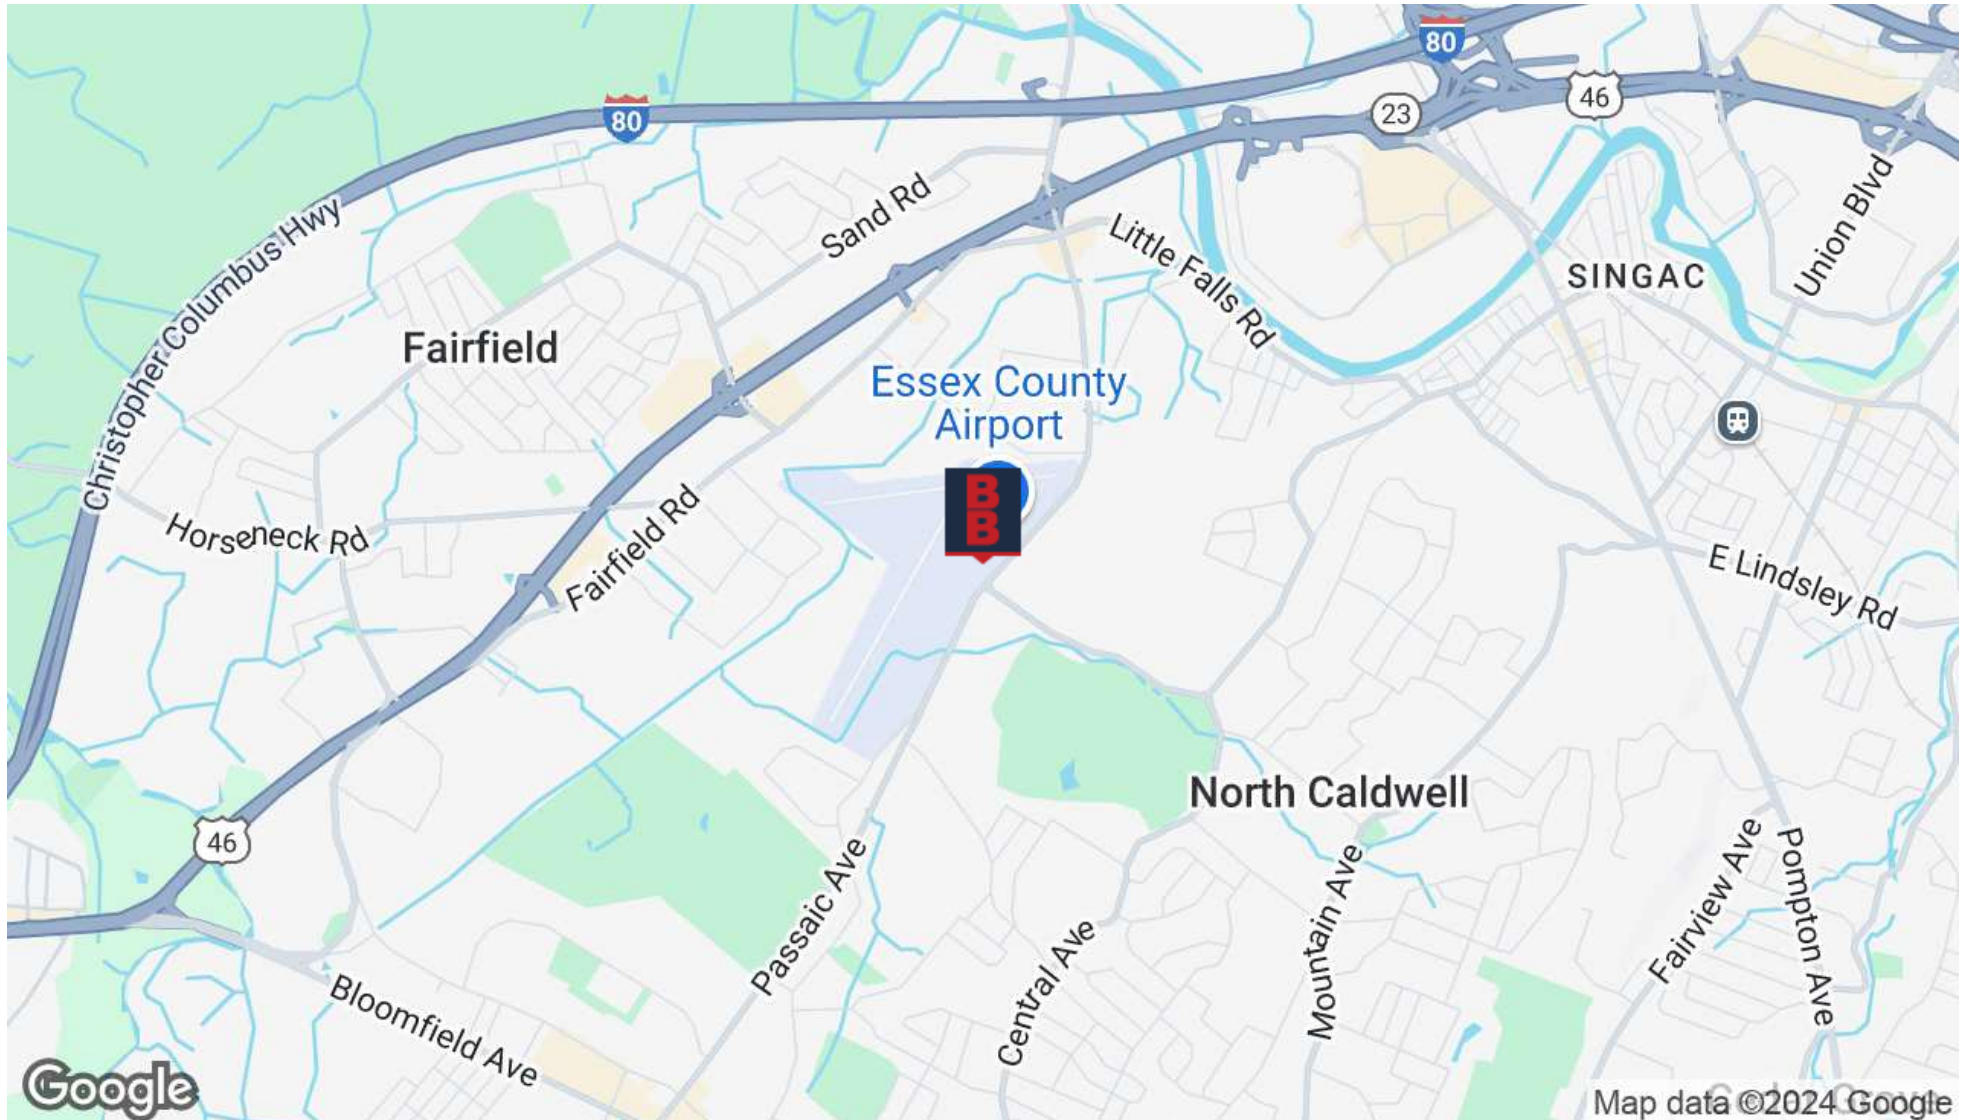 80
80
46
23
Christopher Columbus Hwy
Sand Rd
Little Falls Rd
Union Blvd
SINGAC
Fairfield
Essex County
Airport
B
B
Horseneck Rd
Fairfield Rd
E Lindsley Rd
North Caldwell
46
Passaic Ave
Central Ave
Mountain Ave
Fairview Ave
Pompton Ave
Bloomfield Ave
Google
Map data ©2024 Google